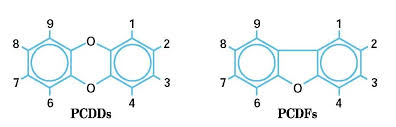 9 1 9 1
8 O 2 8 2
7 O 3 7 O 3
6 4 6 4
PCDDs PCDFs